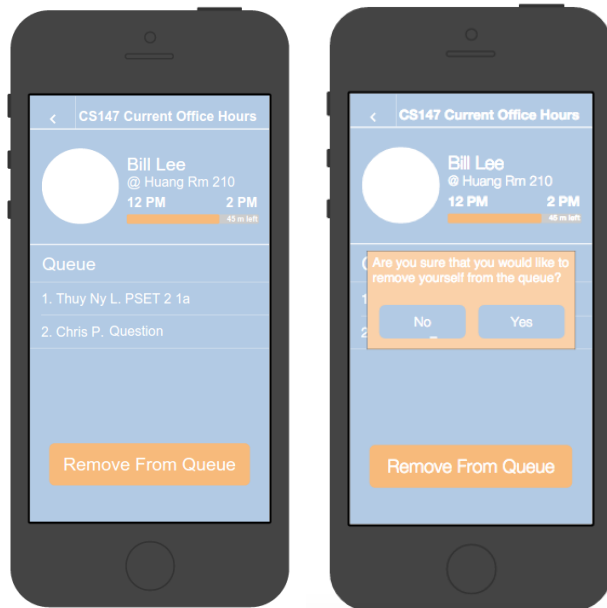 ‹ CS147 Current Office Hours
Bill Lee
@ Huang Rm 210
12 PM 2 PM
45 m left
Queue
1. Thuy Ny L. PSET 2 1a
2. Chris P. Question
Remove From Queue
‹ CS147 Current Office Hours
Bill Lee
@ Huang Rm 210
12 PM 2 PM
45 m left
Are you sure that you would like to
remove yourself from the queue?
1
No Yes
2
Remove From Queue